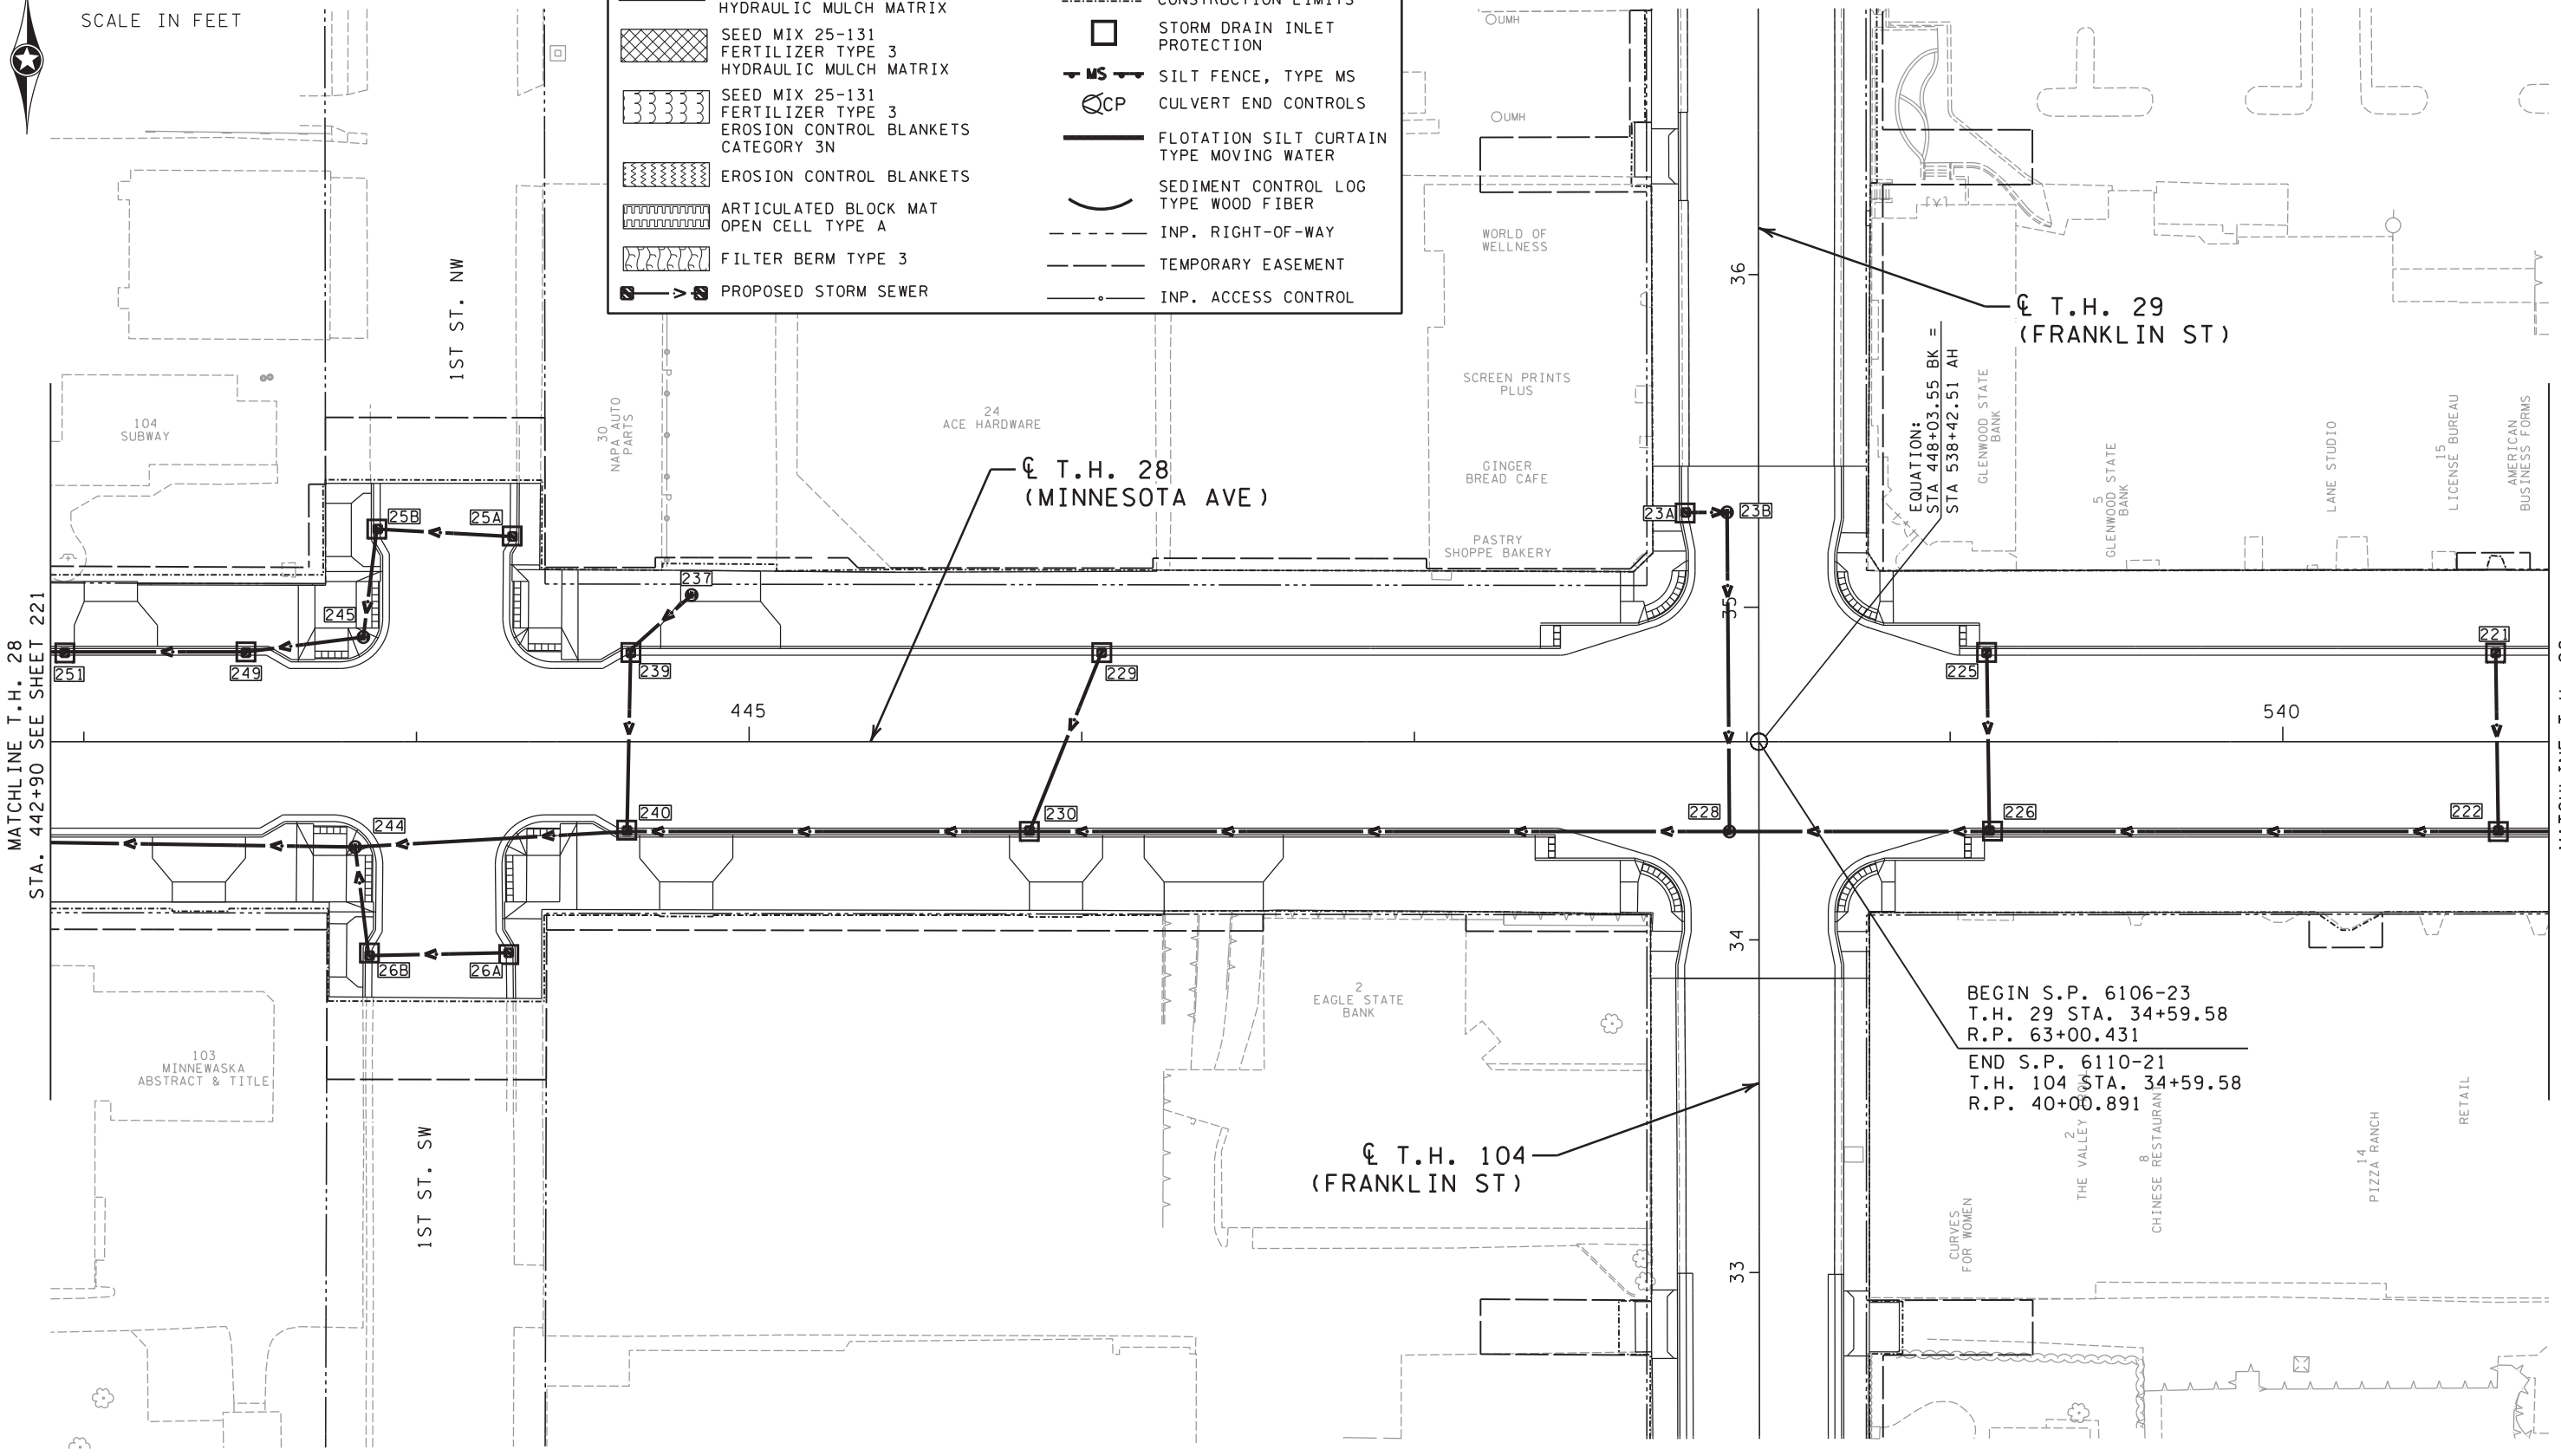 SCALE IN FEET
HYDRAULIC MULCH MATRIX
SEED MIX 25-131
FERTILIZER TYPE 3
HYDRAULIC MULCH MATRIX
SEED MIX 25-131
FERTILIZER TYPE 3
EROSION CONTROL BLANKETS
CATEGORY 3N
EROSION CONTROL BLANKETS
ARTICULATED BLOCK MAT
OPEN CELL TYPE A
FILTER BERM TYPE 3
PROPOSED STORM SEWER
CONSTRUCTION LIMITS
STORM DRAIN INLET
PROTECTION
MS
SILT FENCE, TYPE MS
CP
CULVERT END CONTROLS
FLOTATION SILT CURTAIN
TYPE MOVING WATER
SEDIMENT CONTROL LOG
TYPE WOOD FIBER
INP. RIGHT-OF-WAY
TEMPORARY EASEMENT
INP. ACCESS CONTROL
UMH
UMH
WORLD OF
WELLNESS
36
℄ T.H. 29
(FRANKLIN ST)
1ST ST. NW
104
SUBWAY
30
NAPA AUTO
PARTS
24
ACE HARDWARE
SCREEN PRINTS
PLUS
GINGER
BREAD CAFE
PASTRY
SHOPPE BAKERY
EQUATION:
STA 448+03.55 BK =
STA 538+42.51 AH
GLENWOOD STATE
BANK
5
GLENWOOD STATE
BANK
LANE STUDIO
15
LICENSE BUREAU
AMERICAN
BUSINESS FORMS
℄ T.H. 28
(MINNESOTA AVE)
25B
25A
23A
23B
237
35
245
251
249
239
229
225
221
MATCHLINE T.H. 28
STA. 442+90 SEE SHEET 221
445
540
244
240
230
228
226
222
34
26B
26A
2
EAGLE STATE
BANK
BEGIN S.P. 6106-23
T.H. 29 STA. 34+59.58
R.P. 63+00.431
END S.P. 6110-21
T.H. 104 STA. 34+59.58
R.P. 40+00.891
103
MINNEWASKA
ABSTRACT & TITLE
1ST ST. SW
℄ T.H. 104
(FRANKLIN ST)
33
CURVES
FOR WOMEN
2
THE VALLEY
8
CHINESE RESTAURANT
14
PIZZA RANCH
RETAIL